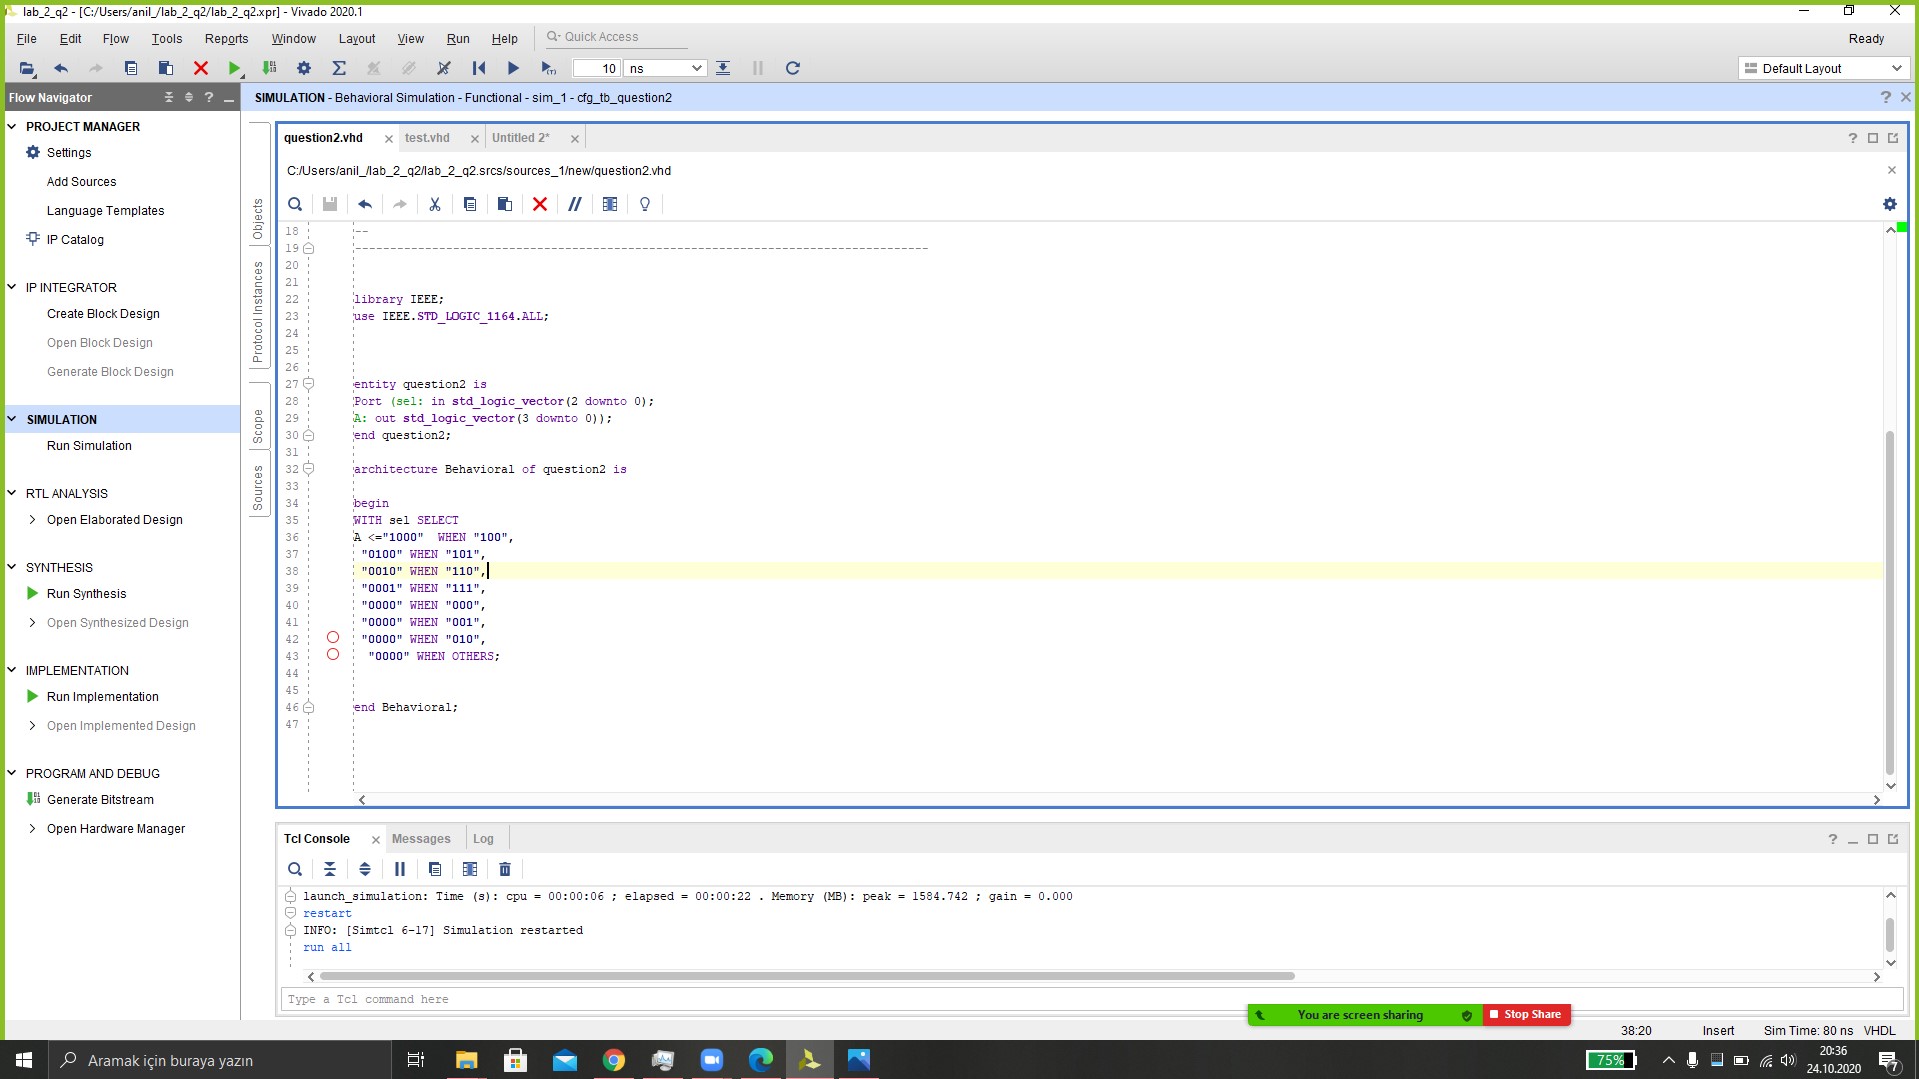 lab_2_q2 - [C:/Users/anil_/lab_2_q2/lab_2_q2.xpr] - Vivado 2020.1
File Edit Flow Tools Reports Window Layout View Run Help Quick Access Ready
10 ns Default Layout
Flow Navigator
SIMULATION - Behavioral Simulation - Functional - sim_1 - cfg_tb_question2
PROJECT MANAGER
Settings
Add Sources
Language Templates
IP Catalog
IP INTEGRATOR
Create Block Design
Open Block Design
Generate Block Design
SIMULATION
Run Simulation
RTL ANALYSIS
Open Elaborated Design
SYNTHESIS
Run Synthesis
Open Synthesized Design
IMPLEMENTATION
Run Implementation
Open Implemented Design
PROGRAM AND DEBUG
Generate Bitstream
Open Hardware Manager
Objects
Protocol Instances
Scope
Sources
question2.vhd test.vhd Untitled 2*
C:/Users/anil_/lab_2_q2/lab_2_q2.srcs/sources_1/new/question2.vhd
18 --
19 ----------------------------------------------------------------------------------
20
21
22 library IEEE;
23 use IEEE.STD_LOGIC_1164.ALL;
24
25
26
27 entity question2 is
28 Port (sel: in std_logic_vector(2 downto 0);
29 A: out std_logic_vector(3 downto 0));
30 end question2;
31
32 architecture Behavioral of question2 is
33
34 begin
35 WITH sel SELECT
36 A <="1000"  WHEN "100",
37 "0100" WHEN "101",
38 "0010" WHEN "110",
39 "0001" WHEN "111",
40 "0000" WHEN "000",
41 "0000" WHEN "001",
42 "0000" WHEN "010",
43 "0000" WHEN OTHERS;
44
45
46 end Behavioral;
47
Tcl Console Messages Log
launch_simulation: Time (s): cpu = 00:00:06 ; elapsed = 00:00:22 . Memory (MB): peak = 1584.742 ; gain = 0.000
restart
INFO: [Simtcl 6-17] Simulation restarted
run all
Type a Tcl command here
You are screen sharing Stop Share
38:20 Insert Sim Time: 80 ns VHDL
Aramak için buraya yazın
75%
20:36
24.10.2020
7